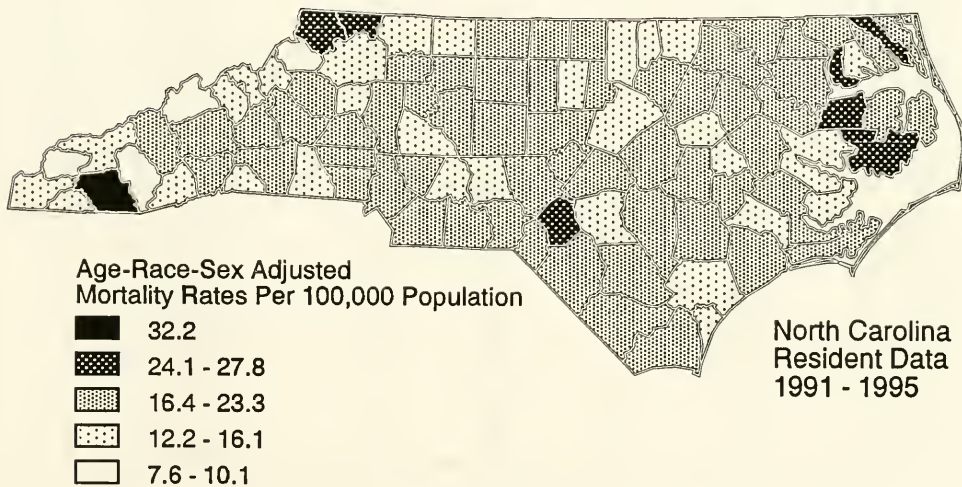 Age-Race-Sex Adjusted
Mortality Rates Per 100,000 Population
32.2
24.1 - 27.8
16.4 - 23.3
12.2 - 16.1
7.6 - 10.1
North Carolina
Resident Data
1991 - 1995